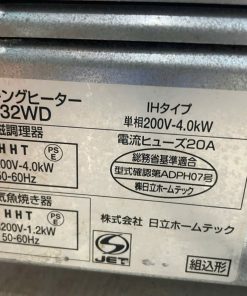 ングヒーター
32WD
IHタイプ
単相200V-4.0kW
磁調理器
HHT
PS
E
00V-4.0kW
50-60Hz
電流ヒューズ20A
総務省基準適合
型式確認第ADPH07号
㈱日立ホームテック
気魚焼き器
HHT
PS
E
200V-1.2kW
50-60Hz
株式会社 日立ホームテック
S
JET
組込形